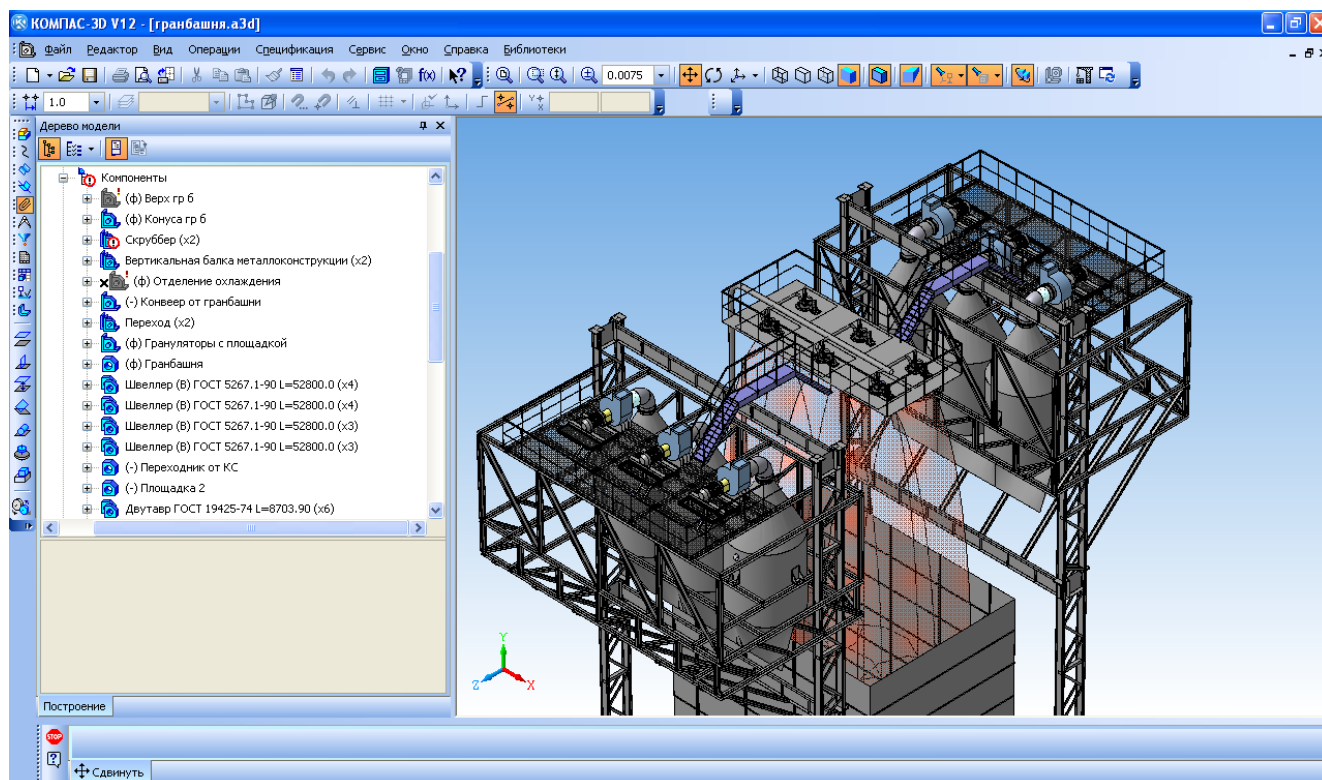 КОМПАС-3D V12 - [гранбашня.a3d]
Файл Редактор Вид Операции Спецификация Сервис Окно Справка Библиотеки
0.0075
1.0
Дерево модели
Компоненты
(ф) Верх гр б
(ф) Конуса гр б
Скруббер (x2)
Вертикальная балка металлоконструкции (x2)
(ф) Отделение охлаждения
(-) Конвеер от гранбашни
Переход (x2)
(ф) Грануляторы с площадкой
(ф) Гранбашня
Швеллер (В) ГОСТ 5267.1-90 L=52800.0 (x4)
Швеллер (В) ГОСТ 5267.1-90 L=52800.0 (x4)
Швеллер (В) ГОСТ 5267.1-90 L=52800.0 (x3)
Швеллер (В) ГОСТ 5267.1-90 L=52800.0 (x3)
(-) Переходник от КС
(-) Площадка 2
Двутавр ГОСТ 19425-74 L=8703.90 (x6)
Y
Z
X
Построение
STOP
Сдвинуть